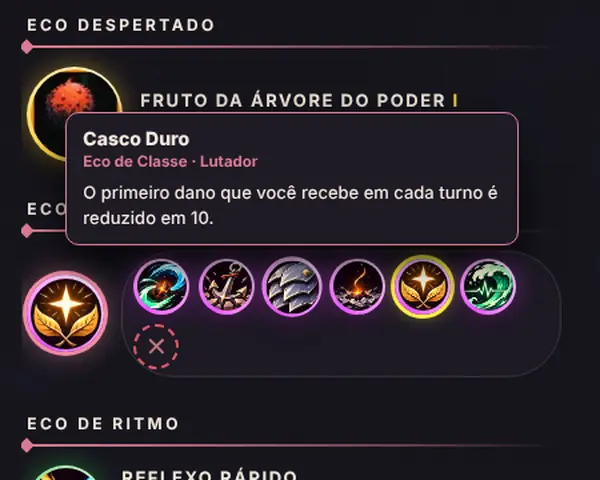 ECO DESPERTADO
FRUTO DA ÁRVORE DO PODER I
Casco Duro
Eco de Classe · Lutador
O primeiro dano que você recebe em cada turno é
reduzido em 10.
ECO
ECO DE RITMO
REFLEXO RÁPIDO